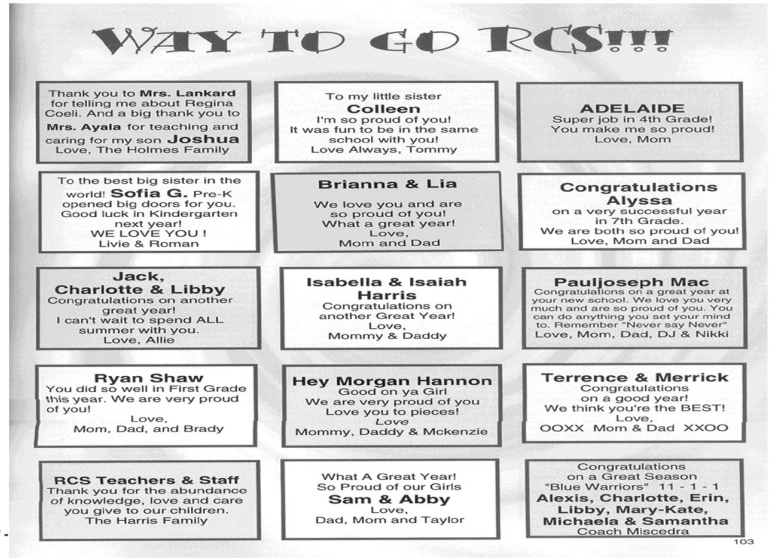 WAY TO GO RCS!!!
Thank you to Mrs. Lankard
for telling me about Regina
Coeli. And a big thank you to
Mrs. Ayala for teaching and
caring for my son Joshua
Love, The Holmes Family
To my little sister
Colleen
I'm so proud of you!
It was fun to be in the same
school with you!
Love Always, Tommy
ADELAIDE
Super job in 4th Grade!
You make me so proud!
Love, Mom
To the best big sister in the
world! Sofia G. Pre-K
opened big doors for you.
Good luck in Kindergarten
next year!
WE LOVE YOU !
Livie & Roman
Brianna & Lia
We love you and are
so proud of you!
What a great year!
Love,
Mom and Dad
Congratulations
Alyssa
on a very successful year
in 7th Grade.
We are both so proud of you!
Love, Mom and Dad
Jack,
Charlotte & Libby
Congratulations on another
great year!
I can't wait to spend ALL
summer with you.
Love, Allie
Isabella & Isaiah
Harris
Congratulations on
another Great Year!
Love,
Mommy & Daddy
Pauljoseph Mac
Congratulations on a great year at
your new school. We love you very
much and are so proud of you. You
can do anything you set your mind
to. Remember "Never say Never"
Love, Mom, Dad, DJ & Nikki
Ryan Shaw
You did so well in First Grade
this year. We are very proud
of you!
Love,
Mom, Dad, and Brady
Hey Morgan Hannon
Good on ya Girl
We are very proud of you
Love you to pieces!
Love
Mommy, Daddy & Mckenzie
Terrence & Merrick
Congratulations
on a good year!
We think you're the BEST!
Love,
OOXX Mom & Dad XXOO
RCS Teachers & Staff
Thank you for the abundance
of knowledge, love and care
you give to our children.
The Harris Family
What A Great Year!
So Proud of our Girls
Sam & Abby
Love,
Dad, Mom and Taylor
Congratulations
on a Great Season
"Blue Warriors" 11 - 1 - 1
Alexis, Charlotte, Erin,
Libby, Mary-Kate,
Michaela & Samantha
Coach Miscedra
103